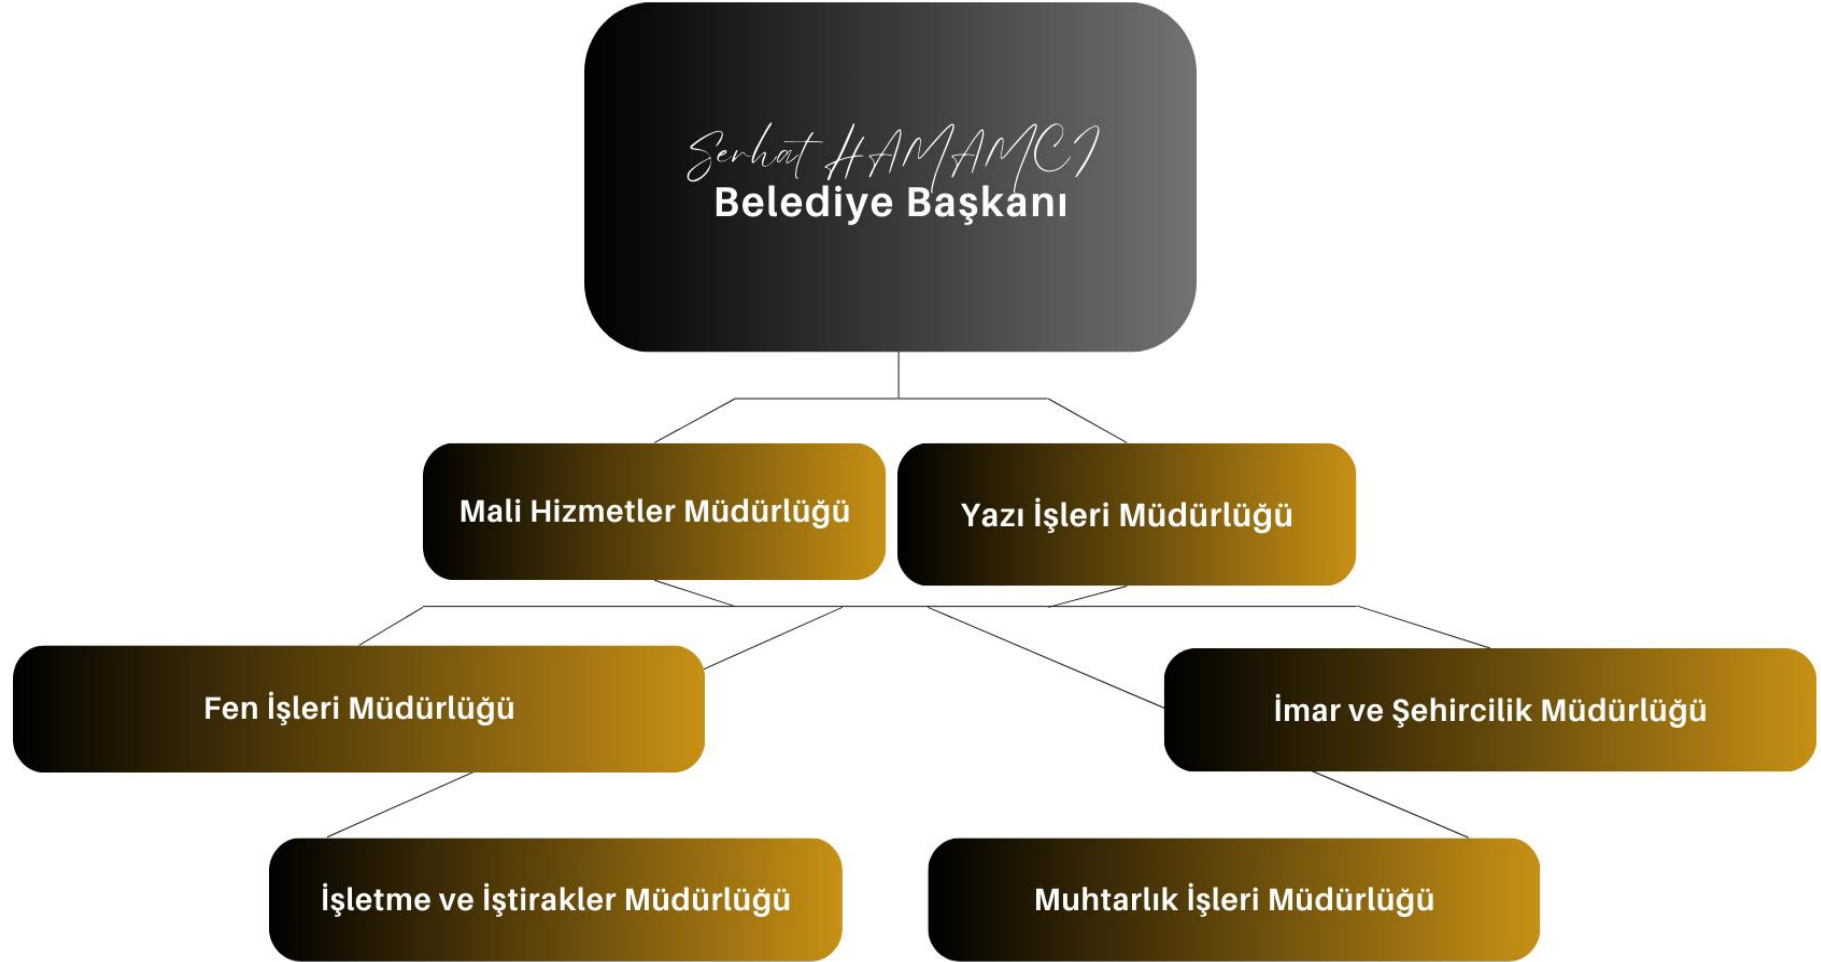 Serhat HAMAMCI
Belediye Başkanı
Mali Hizmetler Müdürlüğü
Yazı İşleri Müdürlüğü
Fen İşleri Müdürlüğü
İmar ve Şehircilik Müdürlüğü
İşletme ve İştirakler Müdürlüğü
Muhtarlık İşleri Müdürlüğü